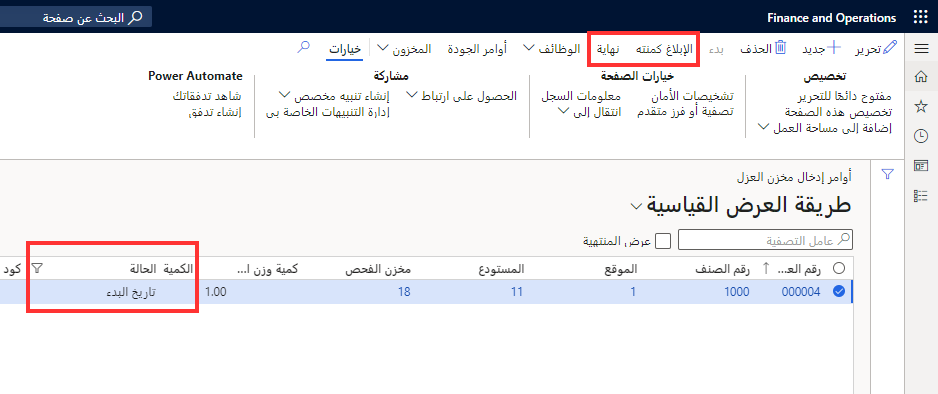 Finance and Operations
البحث عن صفحة
تحرير
جديد
الحذف
بدء
الإبلاغ كمنته
نهاية
الوظائف
أوامر الجودة
المخزون
خيارات
تخصيص
مفتوح دائمًا للتحرير
تخصيص هذه الصفحة
إضافة إلى مساحة العمل
خيارات الصفحة
تشخيصات الأمان
تصفية أو فرز متقدم
معلومات السجل
انتقال إلى
مشاركة
الحصول على ارتباط
إنشاء تنبيه مخصص
إدارة التنبيهات الخاصة بي
Power Automate
شاهد تدفقاتك
إنشاء تدفق
أوامر إدخال مخزن العزل
طريقة العرض القياسية
عامل التصفية
عرض المنتهية
رقم العـ... رقم الصنف الموقع المستودع مخزن الفحص كمية وزن ا... الكمية الحالة كود
000004 1000 1 11 18 1.00 تاريخ البدء